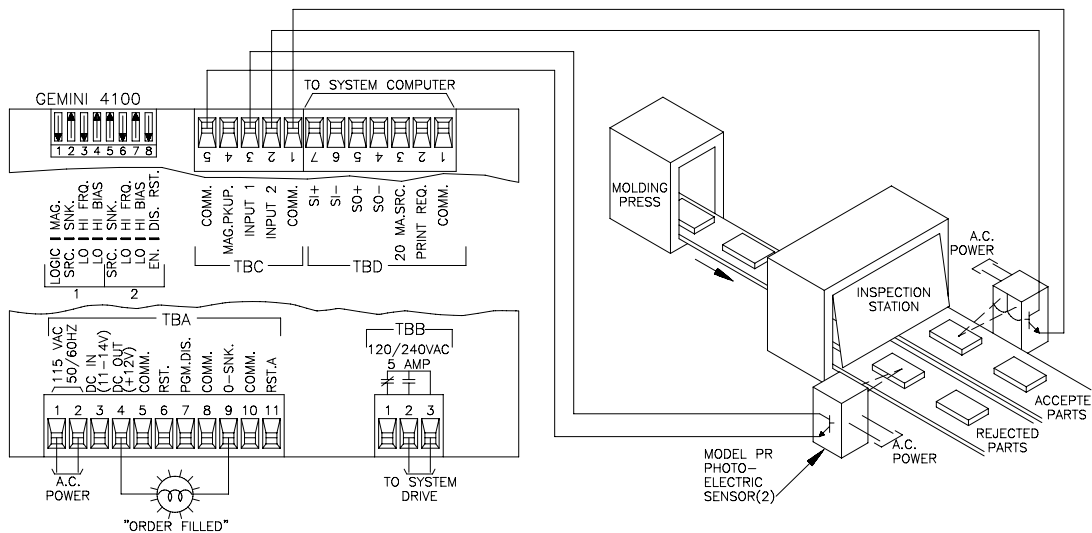 TO SYSTEM COMPUTER
GEMINI 4100
1 2 3 4 5 6 7 8
5 4 3 2 1 7 6 5 4 3 2 1
LOGIC MAG.
SRC. SNK.
LO HI FRQ.
LO HI BIAS
SRC. SNK.
LO HI FRQ.
LO HI BIAS
EN. DIS. RST.
1 2
COMM.
MAG.PKUP.
INPUT 1
INPUT 2
COMM.
SI+
SI-
SO+
SO-
20 MA.SRC.
PRINT REQ.
COMM.
TBC
TBD
TBA
115 VAC
50/60HZ
DC IN
(11-14V)
DC OUT
(+12V)
COMM.
RST.
PGM.DIS.
COMM.
O-SNK.
COMM.
RST.A
1 2 3 4 5 6 7 8 9 10 11
A.C.
POWER
"ORDER FILLED"
TBB
120/240VAC
5 AMP
1 2 3
TO SYSTEM
DRIVE
MOLDING
PRESS
INSPECTION
STATION
A.C.
POWER
ACCEPTE
PARTS
REJECTED
PARTS
A.C.
POWER
MODEL PR
PHOTO-
ELECTRIC
SENSOR(2)